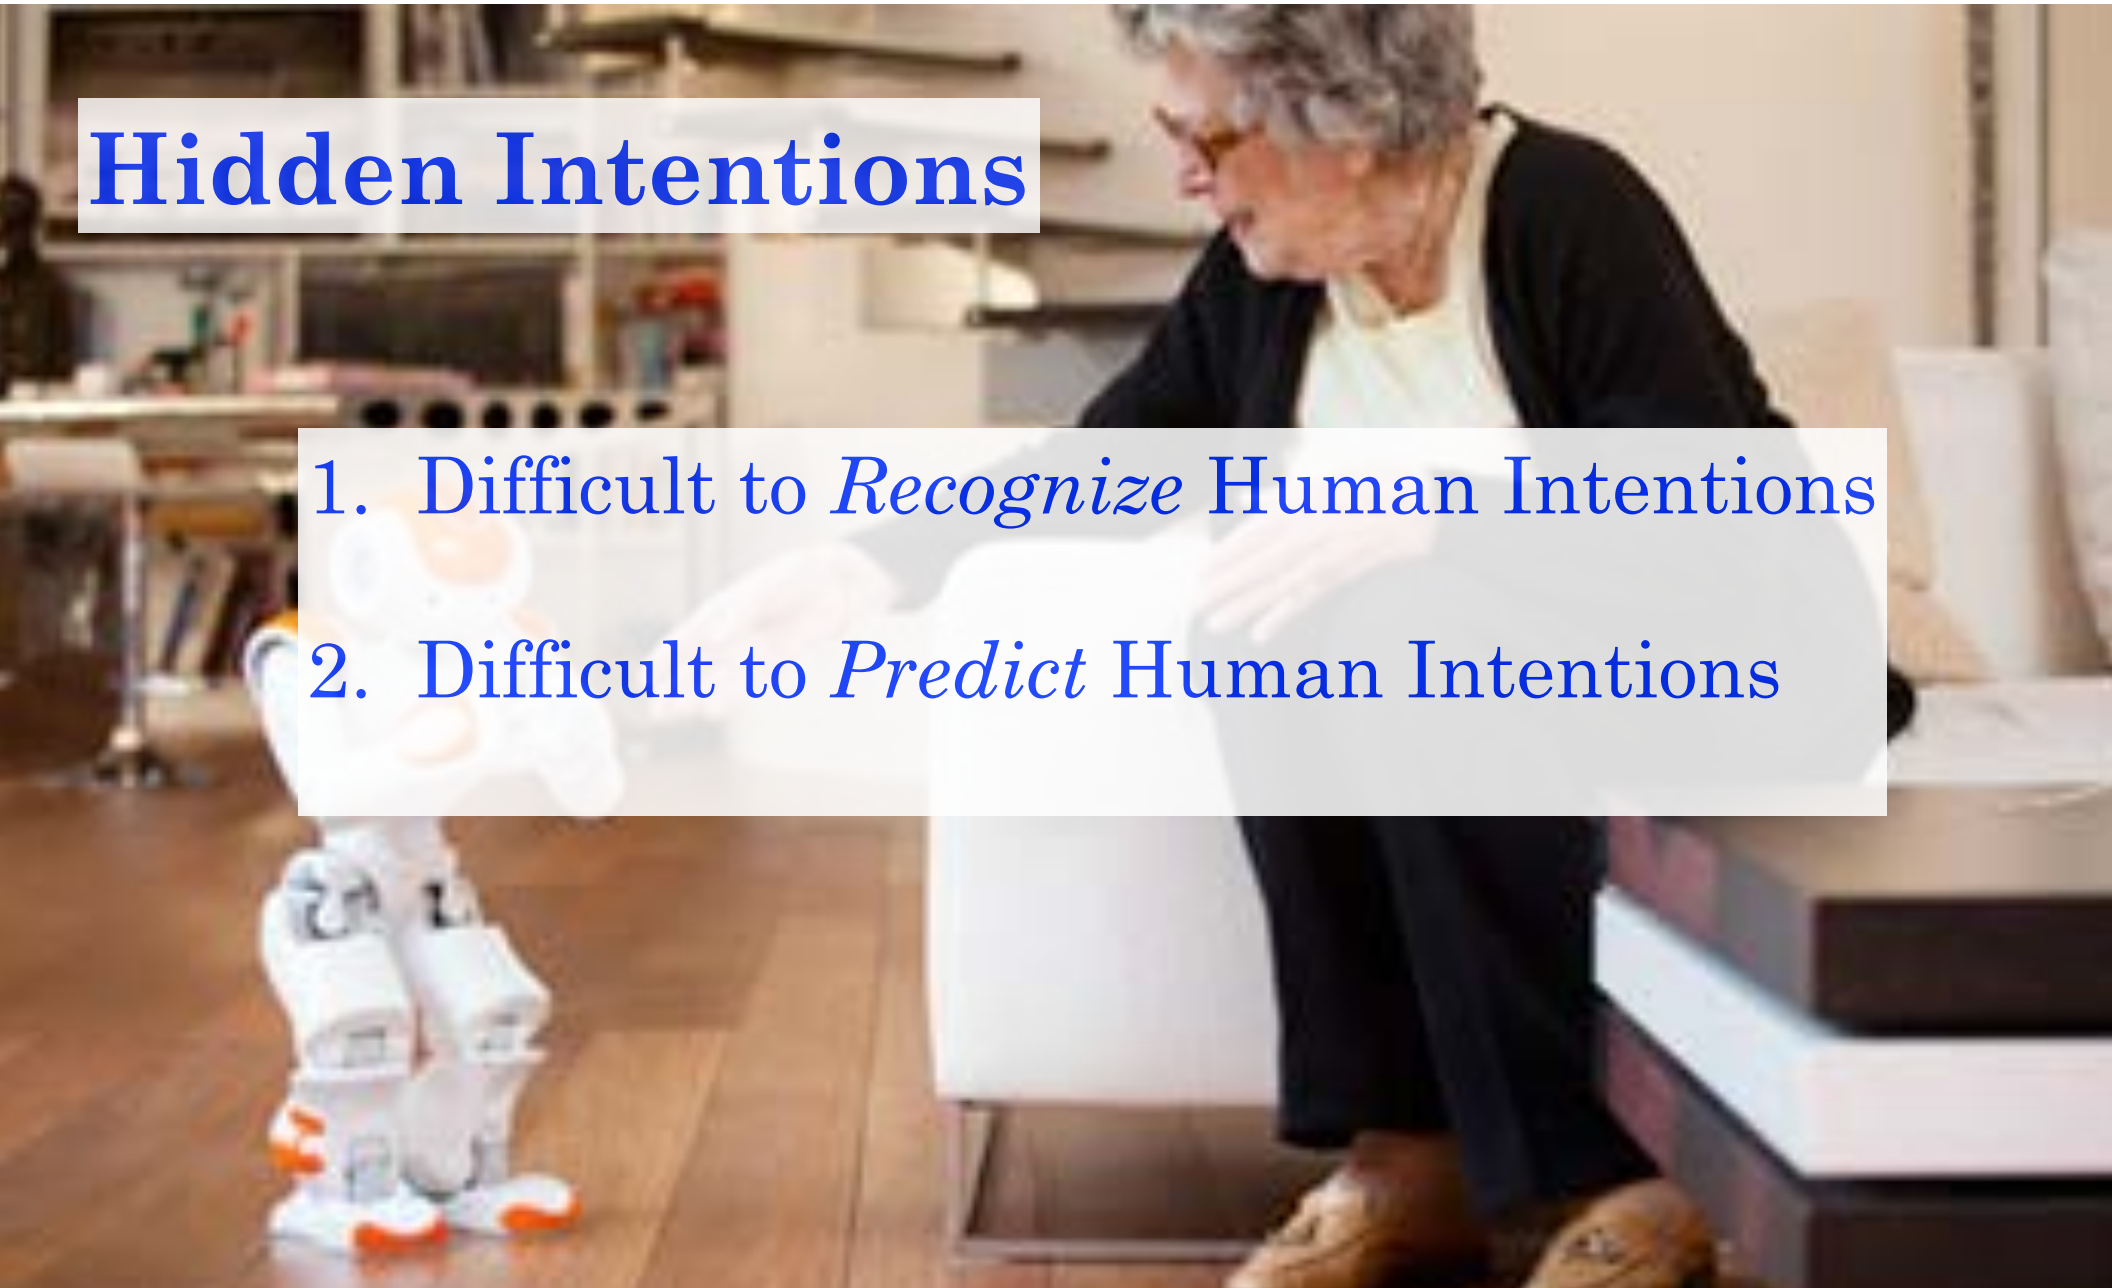 Hidden Intentions
1. Difficult to Recognize Human Intentions
2. Difficult to Predict Human Intentions